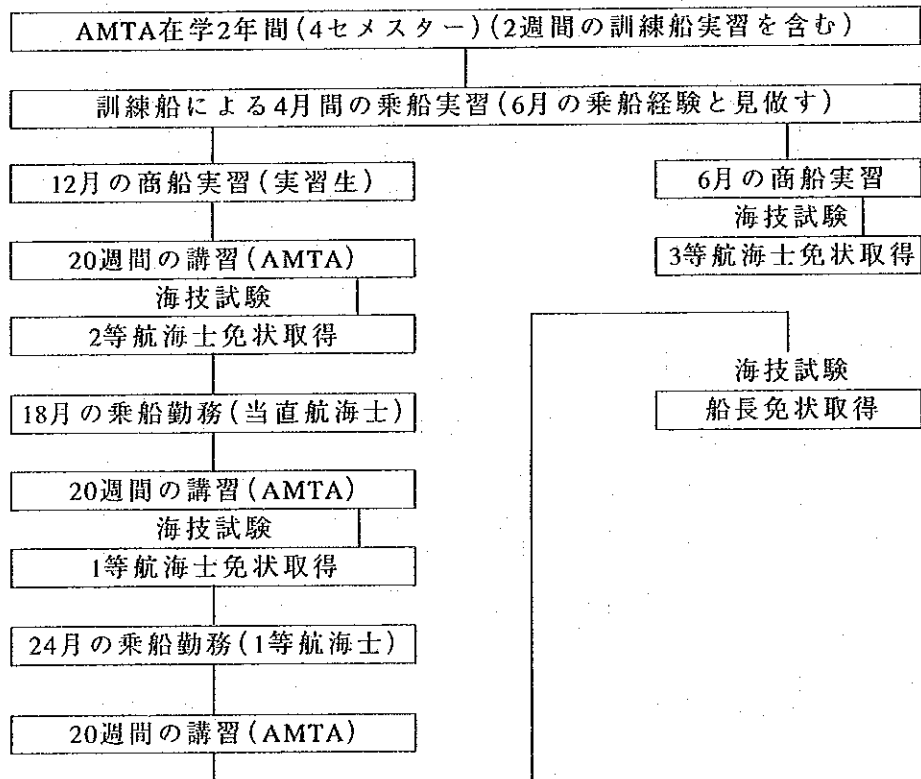 AMTA在学2年間(4セメスター)(2週間の訓練船実習を含む)
訓練船による4月間の乗船実習(6月の乗船経験と見做す)
12月の商船実習(実習生)
20週間の講習(AMTA)
海技試験
2等航海士免状取得
18月の乗船勤務(当直航海士)
20週間の講習(AMTA)
海技試験
1等航海士免状取得
24月の乗船勤務(1等航海士)
20週間の講習(AMTA)
6月の商船実習
海技試験
3等航海士免状取得
海技試験
船長免状取得